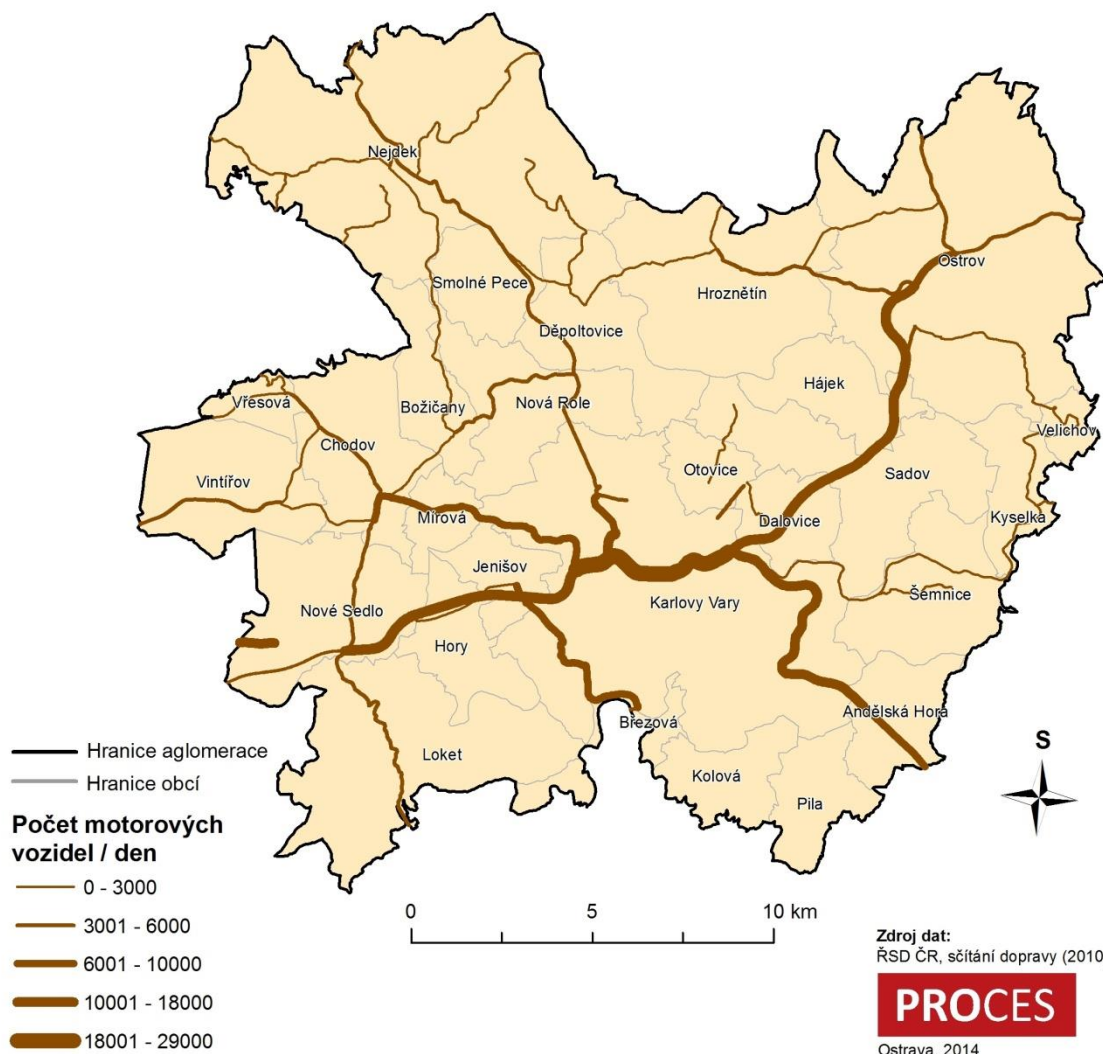 Nejdek
Smolné Pece
Ostrov
Hroznětín
Děpoltovice
Hájek
Vřesová
Božičany
Nová Role
Velichov
Chodov
Otovice
Sadov
Vintířov
Mírová
Dalovice
Kyselka
Jenišov
Šemnice
Karlovy Vary
Nové Sedlo
Hory
Andělská Hora
Březová
Loket
Kolová
Pila
Hranice aglomerace
Hranice obcí
S
Počet motorových
vozidel / den
0 - 3000
3001 - 6000
6001 - 10000
10001 - 18000
18001 - 29000
0 5 10 km
Zdroj dat:
ŘSD ČR, sčítání dopravy (2010
PROCES
Ostrava, 2014